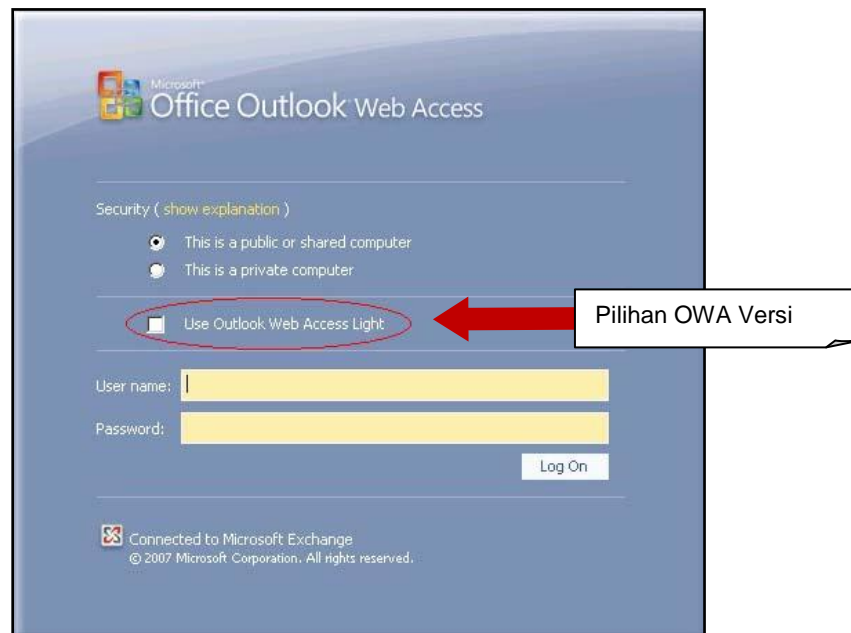 Microsoft
Office Outlook Web Access
Security ( show explanation )
This is a public or shared computer
This is a private computer
Use Outlook Web Access Light
Pilihan OWA Versi
User name:
Password:
Log On
Connected to Microsoft Exchange
© 2007 Microsoft Corporation. All rights reserved.